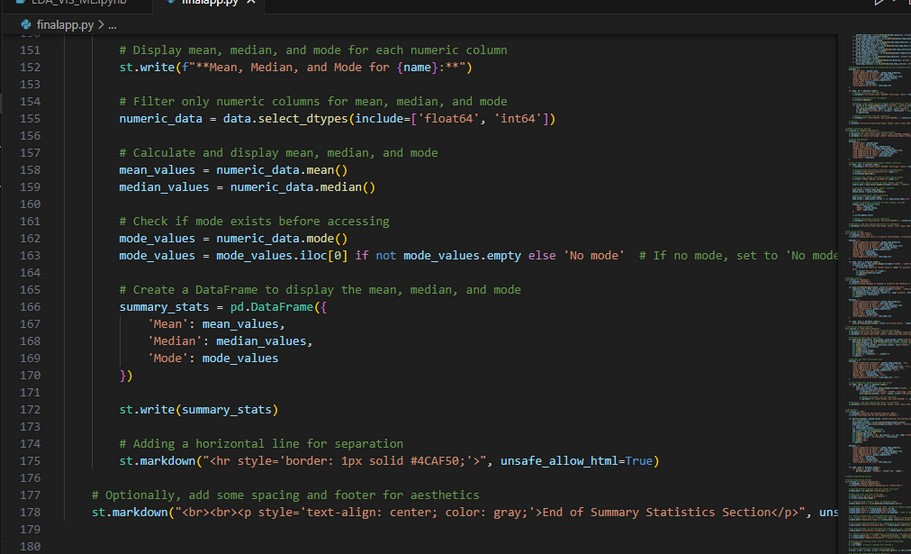 EDA_VIS_ME.ipynb finalapp.py ×
finalapp.py > ...
151 # Display mean, median, and mode for each numeric column
152 st.write(f"**Mean, Median, and Mode for {name}:**")
153
154 # Filter only numeric columns for mean, median, and mode
155 numeric_data = data.select_dtypes(include=['float64', 'int64'])
156
157 # Calculate and display mean, median, and mode
158 mean_values = numeric_data.mean()
159 median_values = numeric_data.median()
160
161 # Check if mode exists before accessing
162 mode_values = numeric_data.mode()
163 mode_values = mode_values.iloc[0] if not mode_values.empty else 'No mode' # If no mode, set to 'No mode
164
165 # Create a DataFrame to display the mean, median, and mode
166 summary_stats = pd.DataFrame({
167 'Mean': mean_values,
168 'Median': median_values,
169 'Mode': mode_values
170 })
171
172 st.write(summary_stats)
173
174 # Adding a horizontal line for separation
175 st.markdown("<hr style='border: 1px solid #4CAF50;'>", unsafe_allow_html=True)
176
177 # Optionally, add some spacing and footer for aesthetics
178 st.markdown("<br><br><p style='text-align: center; color: gray;'>End of Summary Statistics Section</p>", uns
179
180